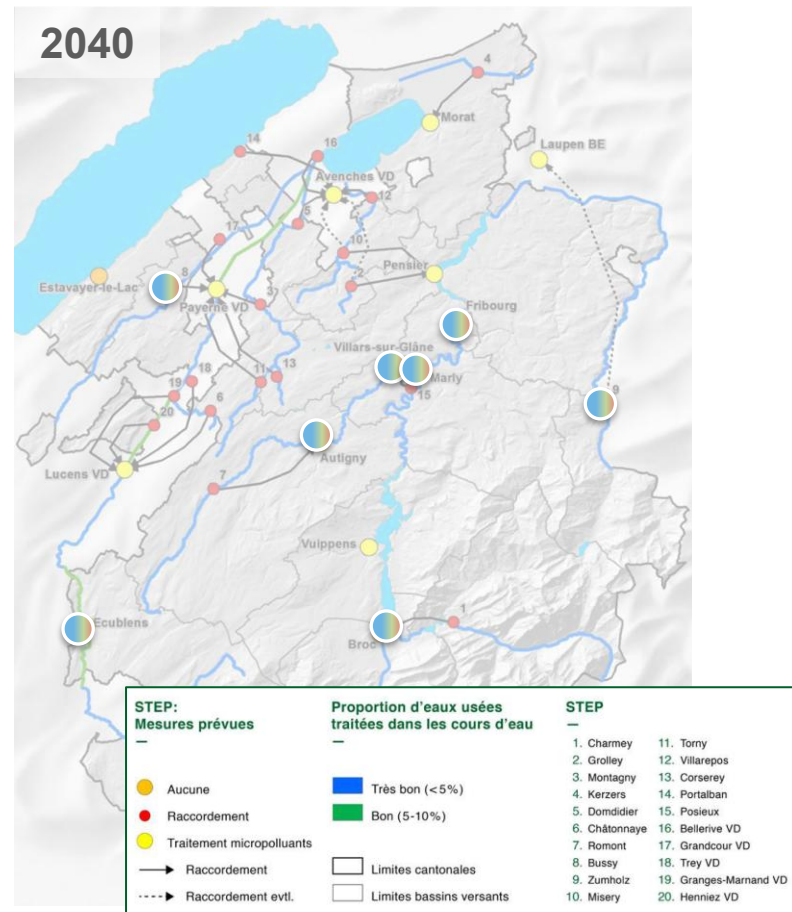 2040
4
Morat
14
16
Laupen BE
Avenches VD
12
5
17
10
Pensier
8
Estavayer-le-Lac
2
Payerne VD
3
Fribourg
Villars-sur-Glâne
18
11
13
Marly
15
19
9
6
20
Autigny
Lucens VD
7
Vuippens
Ecublens
Broc
1
STEP:
Mesures prévues
—
Aucune
Raccordement
Traitement micropolluants
Raccordement
Raccordement evtl.
Proportion d'eaux usées
traitées dans les cours d'eau
—
Très bon (<5%)
Bon (5-10%)
Limites cantonales
Limites bassins versants
STEP
—
1. Charmey
2. Grolley
3. Montagny
4. Kerzers
5. Domdidier
6. Châtonnaye
7. Romont
8. Bussy
9. Zumholz
10. Misery
11. Torny
12. Villarepos
13. Corserey
14. Portalban
15. Posieux
16. Bellerive VD
17. Grandcour VD
18. Trey VD
19. Granges-Marnand VD
20. Henniez VD